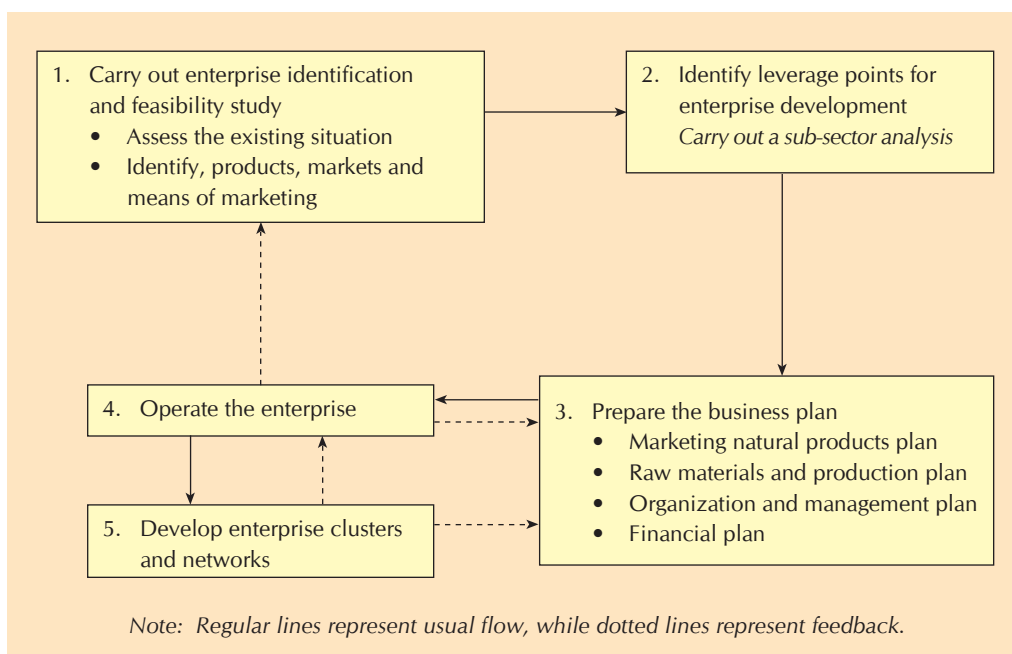 1. Carry out enterprise identification
and feasibility study
• Assess the existing situation
• Identify, products, markets and
means of marketing
2. Identify leverage points for
enterprise development
Carry out a sub-sector analysis
3. Prepare the business plan
• Marketing natural products plan
• Raw materials and production plan
• Organization and management plan
• Financial plan
4. Operate the enterprise
5. Develop enterprise clusters
and networks
Note: Regular lines represent usual flow, while dotted lines represent feedback.